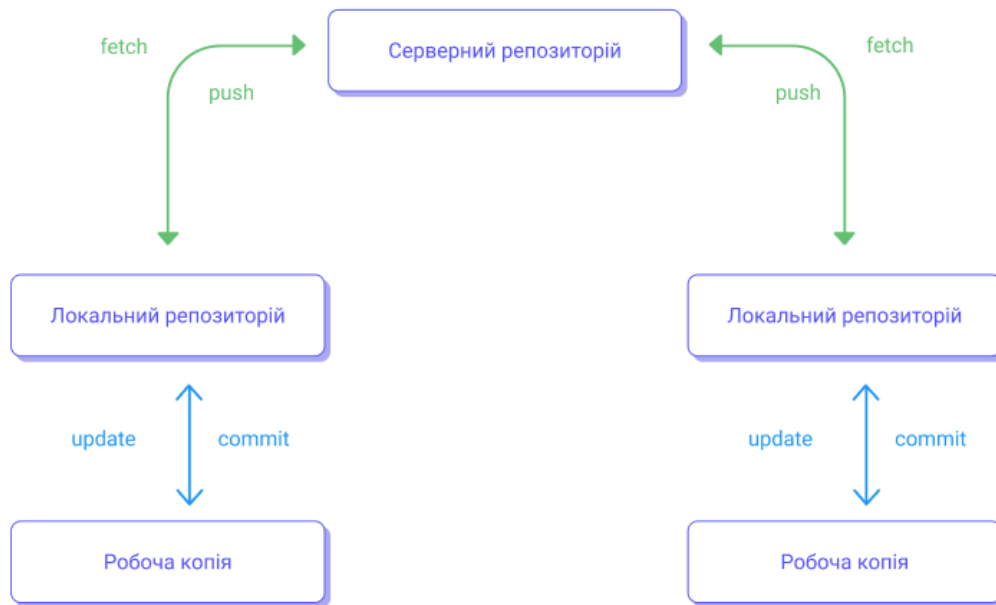 fetch
Серверний репозиторій
fetch
push
push
Локальний репозиторій
Локальний репозиторій
update
commit
update
commit
Робоча копія
Робоча копія